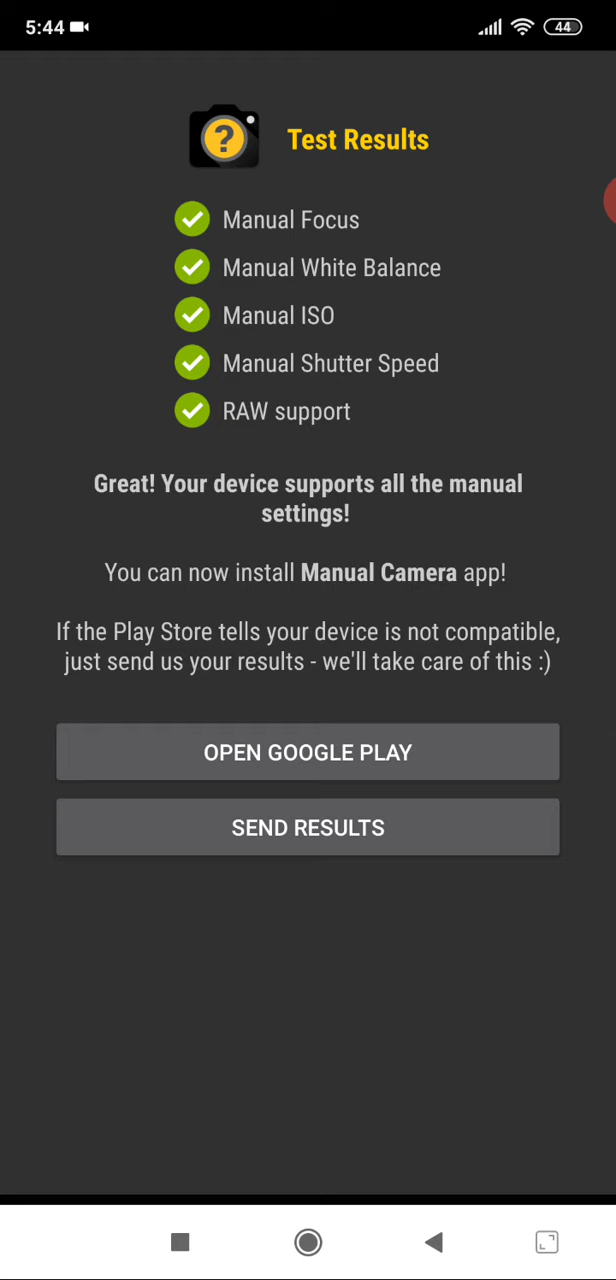 5:44
44
?
Test Results
Manual Focus
Manual White Balance
Manual ISO
Manual Shutter Speed
RAW support
Great! Your device supports all the manual
settings!
You can now install Manual Camera app!
If the Play Store tells your device is not compatible,
just send us your results - we'll take care of this :)
OPEN GOOGLE PLAY
SEND RESULTS